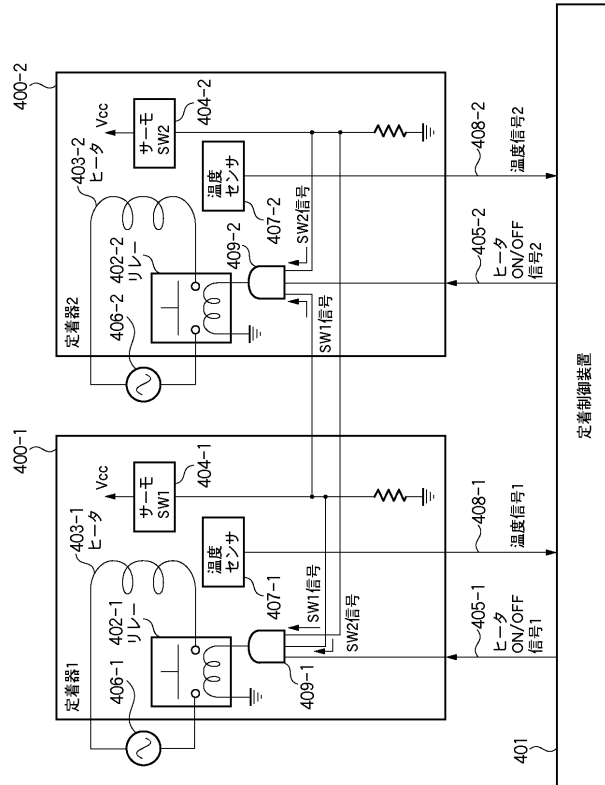 400-1
定着器1
406-1
402-1
リレー
403-1
ヒータ
Vcc
サーモ
SW1
404-1
温度
センサ
407-1
409-1
SW1信号
SW2信号
405-1
ヒータ
ON/OFF
信号1
408-1
温度信号1
400-2
定着器2
406-2
402-2
リレー
403-2
ヒータ
Vcc
サーモ
SW2
404-2
温度
センサ
407-2
409-2
SW2信号
SW1信号
405-2
ヒータ
ON/OFF
信号2
408-2
温度信号2
401
定着制御装置